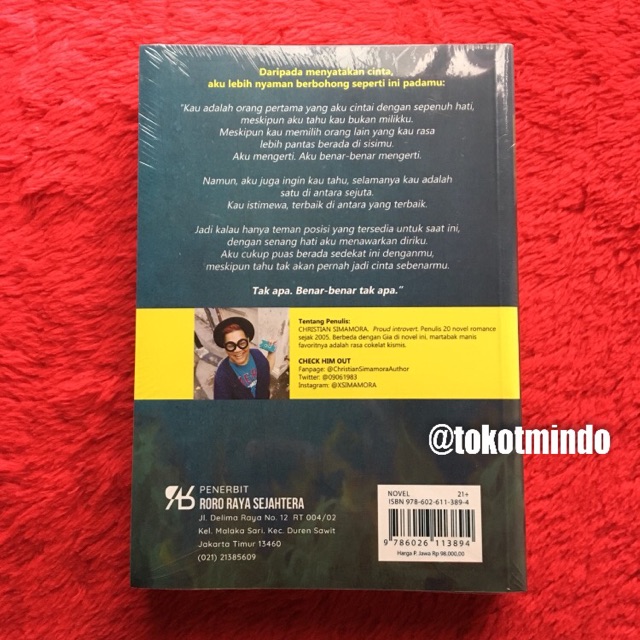 Daripada menyatakan cinta,
aku lebih nyaman berbohong seperti ini padamu:
"Kau adalah orang pertama yang aku cintai dengan sepenuh hati,
meskipun aku tahu kau bukan milikku.
Meskipun kau memilih orang lain yang kau rasa
lebih pantas berada di sisimu.
Aku mengerti. Aku benar-benar mengerti.
Namun, aku juga ingin kau tahu, selamanya kau adalah
satu di antara sejuta.
Kau istimewa, terbaik di antara yang terbaik.
Jadi kalau hanya teman posisi yang tersedia untuk saat ini,
dengan senang hati aku menawarkan diriku.
Aku cukup puas berada sedekat ini denganmu,
meskipun tahu tak akan pernah jadi cinta sebenarmu.
Tak apa. Benar-benar tak apa."
Tentang Penulis:
CHRISTIAN SIMAMORA. Proud introvert. Penulis 20 novel romance
sejak 2005. Berbeda dengan Gia di novel ini, martabak manis
favoritnya adalah rasa cokelat kismis.
CHECK HIM OUT
Fanpage: @ChristianSimamoraAuthor
Twitter: @09061983
Instagram: @XSIMAMORA
@tokotmindo
PENERBIT
RORO RAYA SEJAHTERA
Jl. Delima Raya No. 12 RT 004/02
Kel. Malaka Sari, Kec. Duren Sawit
Jakarta Timur 13460
(021) 21385609
NOVEL 21+
ISBN 978-602-611-389-4
9 786026 113894
Harga P. Jawa Rp 98.000,00